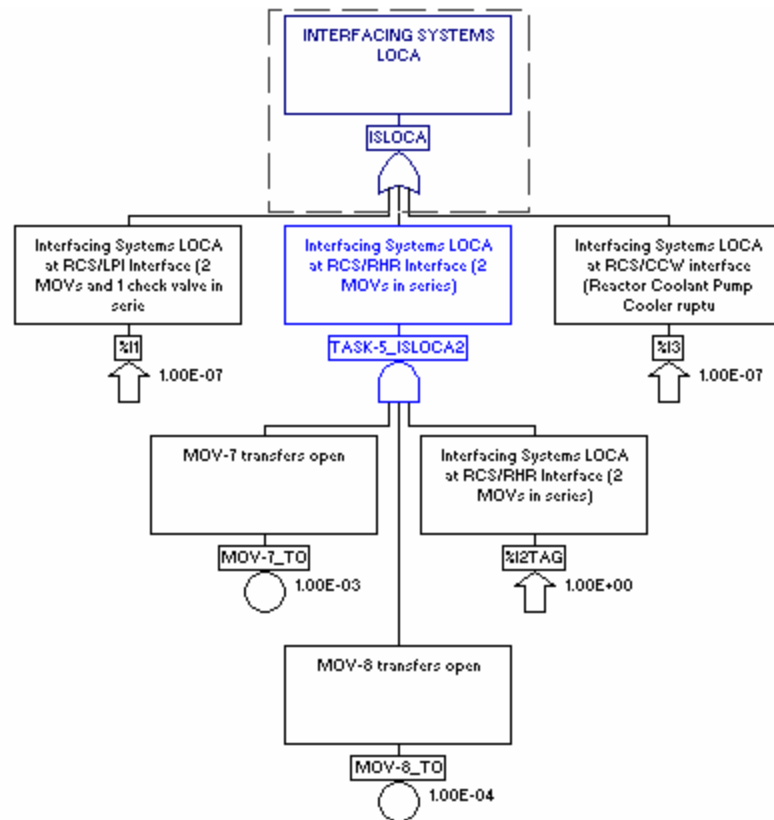 INTERFACING SYSTEMS
LOCA
ISLOCA
Interfacing Systems LOCA
at RCS/LPI Interface (2
MOVs and 1 check valve in
serie
%I1
1.00E-07
Interfacing Systems LOCA
at RCS/RHR Interface (2
MOVs in series)
TASK-5_ISLOCA2
Interfacing Systems LOCA
at RCS/CCW interface
(Reactor Coolant Pump
Cooler ruptu
%I3
1.00E-07
MOV-7 transfers open
MOV-7_TO
1.00E-03
Interfacing Systems LOCA
at RCS/RHR Interface (2
MOVs in series)
%I2TAG
1.00E+00
MOV-8 transfers open
MOV-8_TO
1.00E-04